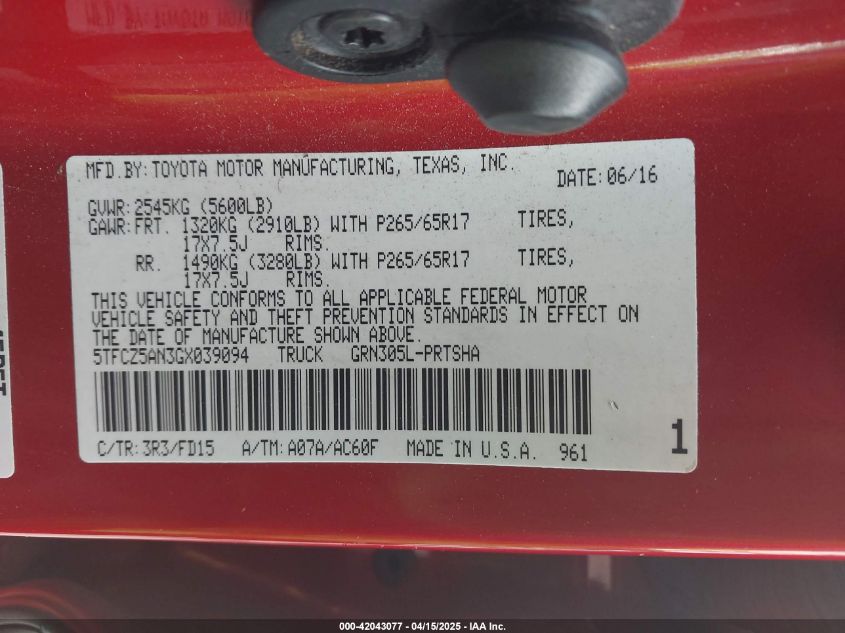 MFD.BY:TOYOTA MOTOR MANUFACTURING, TEXAS, INC. DATE:06/16
GVWR:2545KG (5600LB)
GAWR:FRT. 1320KG (2910LB) WITH P265/65R17 TIRES,
17X7.5J RIMS.
RR. 1490KG (3280LB) WITH P265/65R17 TIRES,
17X7.5J RIMS.
THIS VEHICLE CONFORMS TO ALL APPLICABLE FEDERAL MOTOR
VEHICLE SAFETY AND THEFT PREVENTION STANDARDS IN EFFECT ON
THE DATE OF MANUFACTURE SHOWN ABOVE.
5TFCZ5AN3GX039094 TRUCK GRN305L-PRTSHA
C/TR:3R3/FD15 A/TM:A07A/AC60F MADE IN U.S.A. 961 1
000-42043077 - 04/15/2025 - IAA Inc.